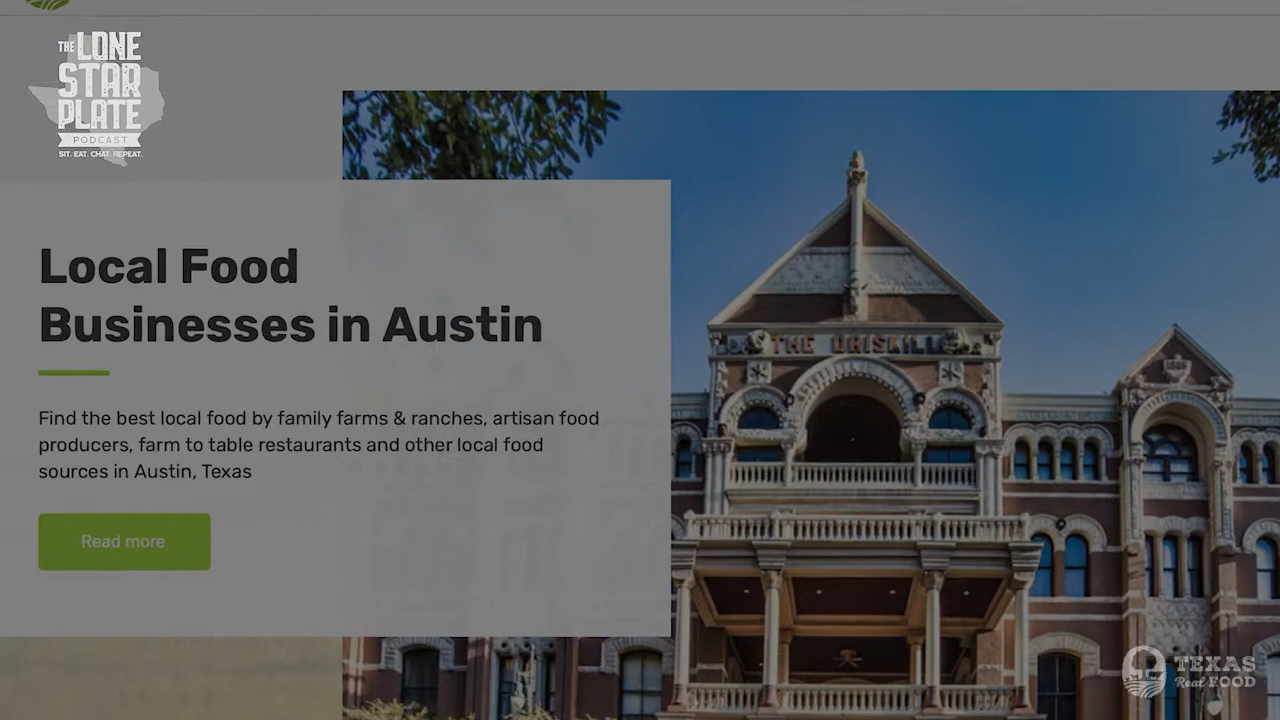 THE LONE
STAR
PLATE
PODCAST
SIT. EAT. CHAT. REPEAT.
Local Food
Businesses in Austin
Find the best local food by family farms & ranches, artisan food
producers, farm to table restaurants and other local food
sources in Austin, Texas
Read more
THE DRISKILL
1886
TEXAS
Real FOOD